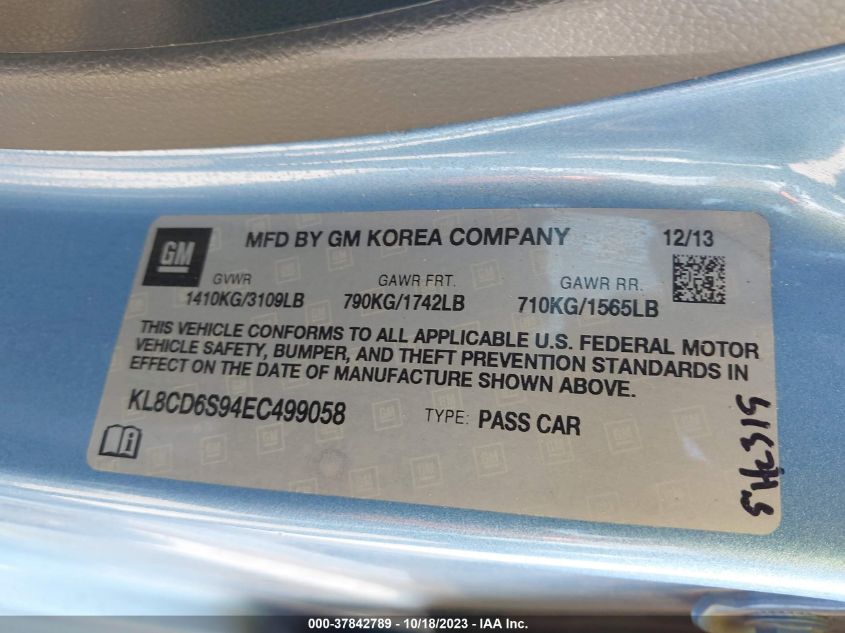 GM
MFD BY GM KOREA COMPANY 12/13
GVWR GAWR FRT. GAWR RR.
1410KG/3109LB 790KG/1742LB 710KG/1565LB
THIS VEHICLE CONFORMS TO ALL APPLICABLE U.S. FEDERAL MOTOR
VEHICLE SAFETY, BUMPER, AND THEFT PREVENTION STANDARDS IN
EFFECT ON THE DATE OF MANUFACTURE SHOWN ABOVE.
KL8CD6S94EC499058 TYPE: PASS CAR
000-37842789 - 10/18/2023 - IAA Inc.